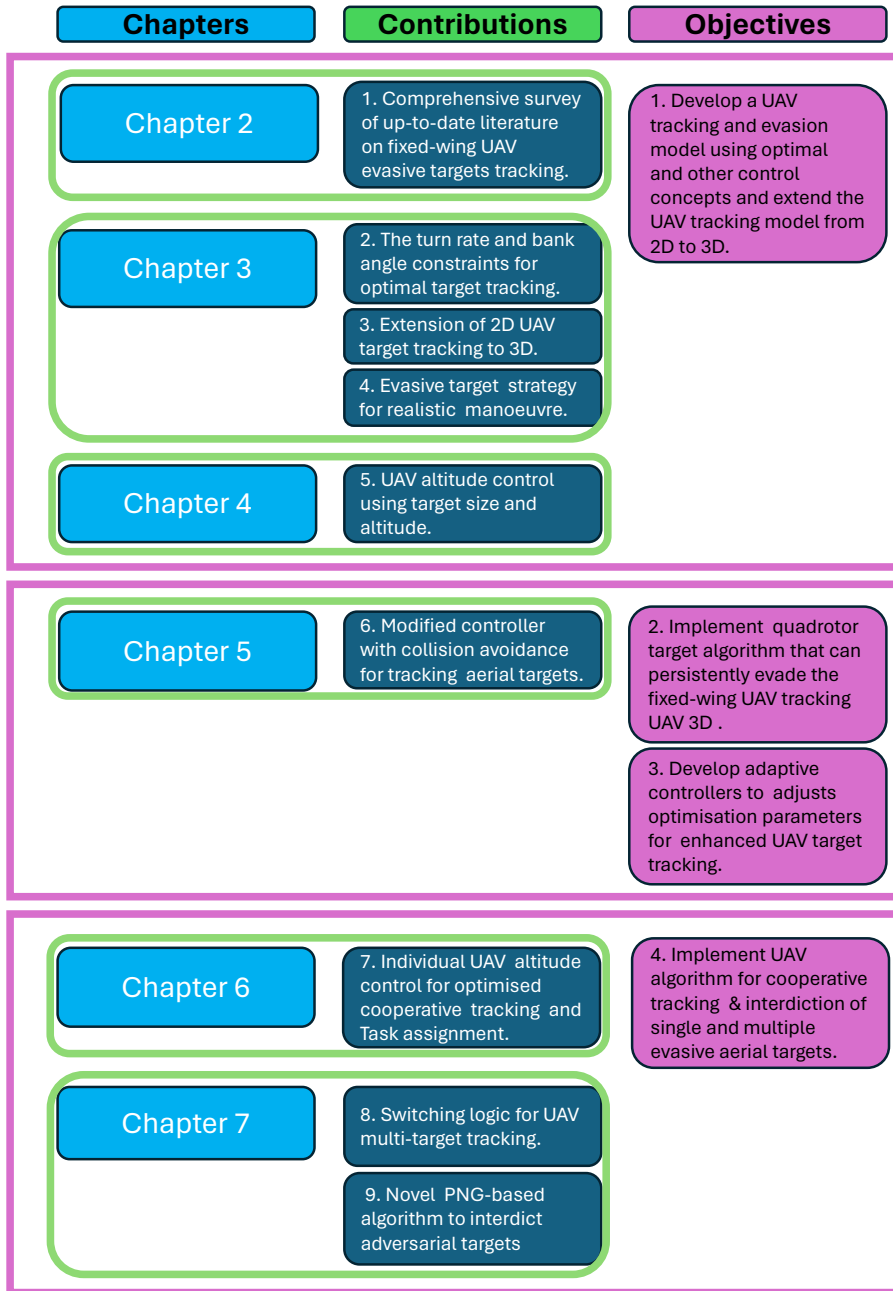 Chapters
Contributions
Objectives
Chapter 2
1. Comprehensive survey
of up-to-date literature
on fixed-wing UAV
evasive targets tracking.
1. Develop a UAV
tracking and evasion
model using optimal
and other control
concepts and extend the
UAV tracking model from
2D to 3D.
Chapter 3
2. The turn rate and bank
angle constraints for
optimal target tracking.
3. Extension of 2D UAV
target tracking to 3D.
4. Evasive target strategy
for realistic manoeuvre.
Chapter 4
5. UAV altitude control
using target size and
altitude.
Chapter 5
6. Modified controller
with collision avoidance
for tracking aerial targets.
2. Implement quadrotor
target algorithm that can
persistently evade the
fixed-wing UAV tracking
UAV 3D .
3. Develop adaptive
controllers to adjusts
optimisation parameters
for enhanced UAV target
tracking.
Chapter 6
7. Individual UAV altitude
control for optimised
cooperative tracking and
Task assignment.
4. Implement UAV
algorithm for cooperative
tracking & interdiction of
single and multiple
evasive aerial targets.
Chapter 7
8. Switching logic for UAV
multi-target tracking.
9. Novel PNG-based
algorithm to interdict
adversarial targets